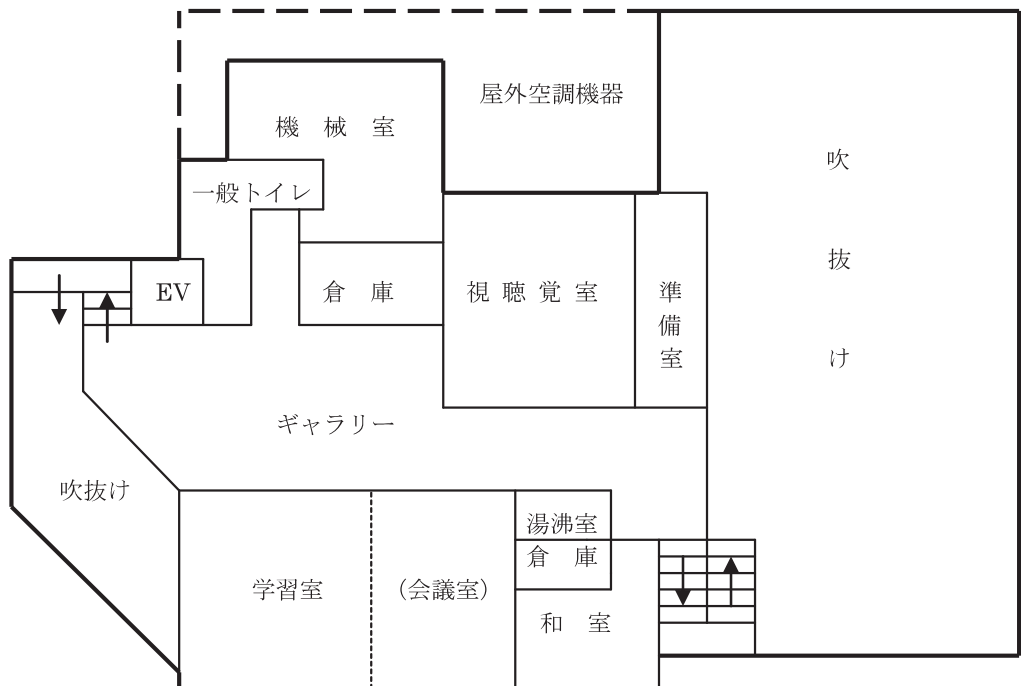 屋外空調機器
機 械 室
吹抜け
一般トイレ
EV
倉 庫
視 聴 覚 室
準備室
ギャラリー
吹抜け
湯沸室
倉 庫
学習室
(会議室)
和 室